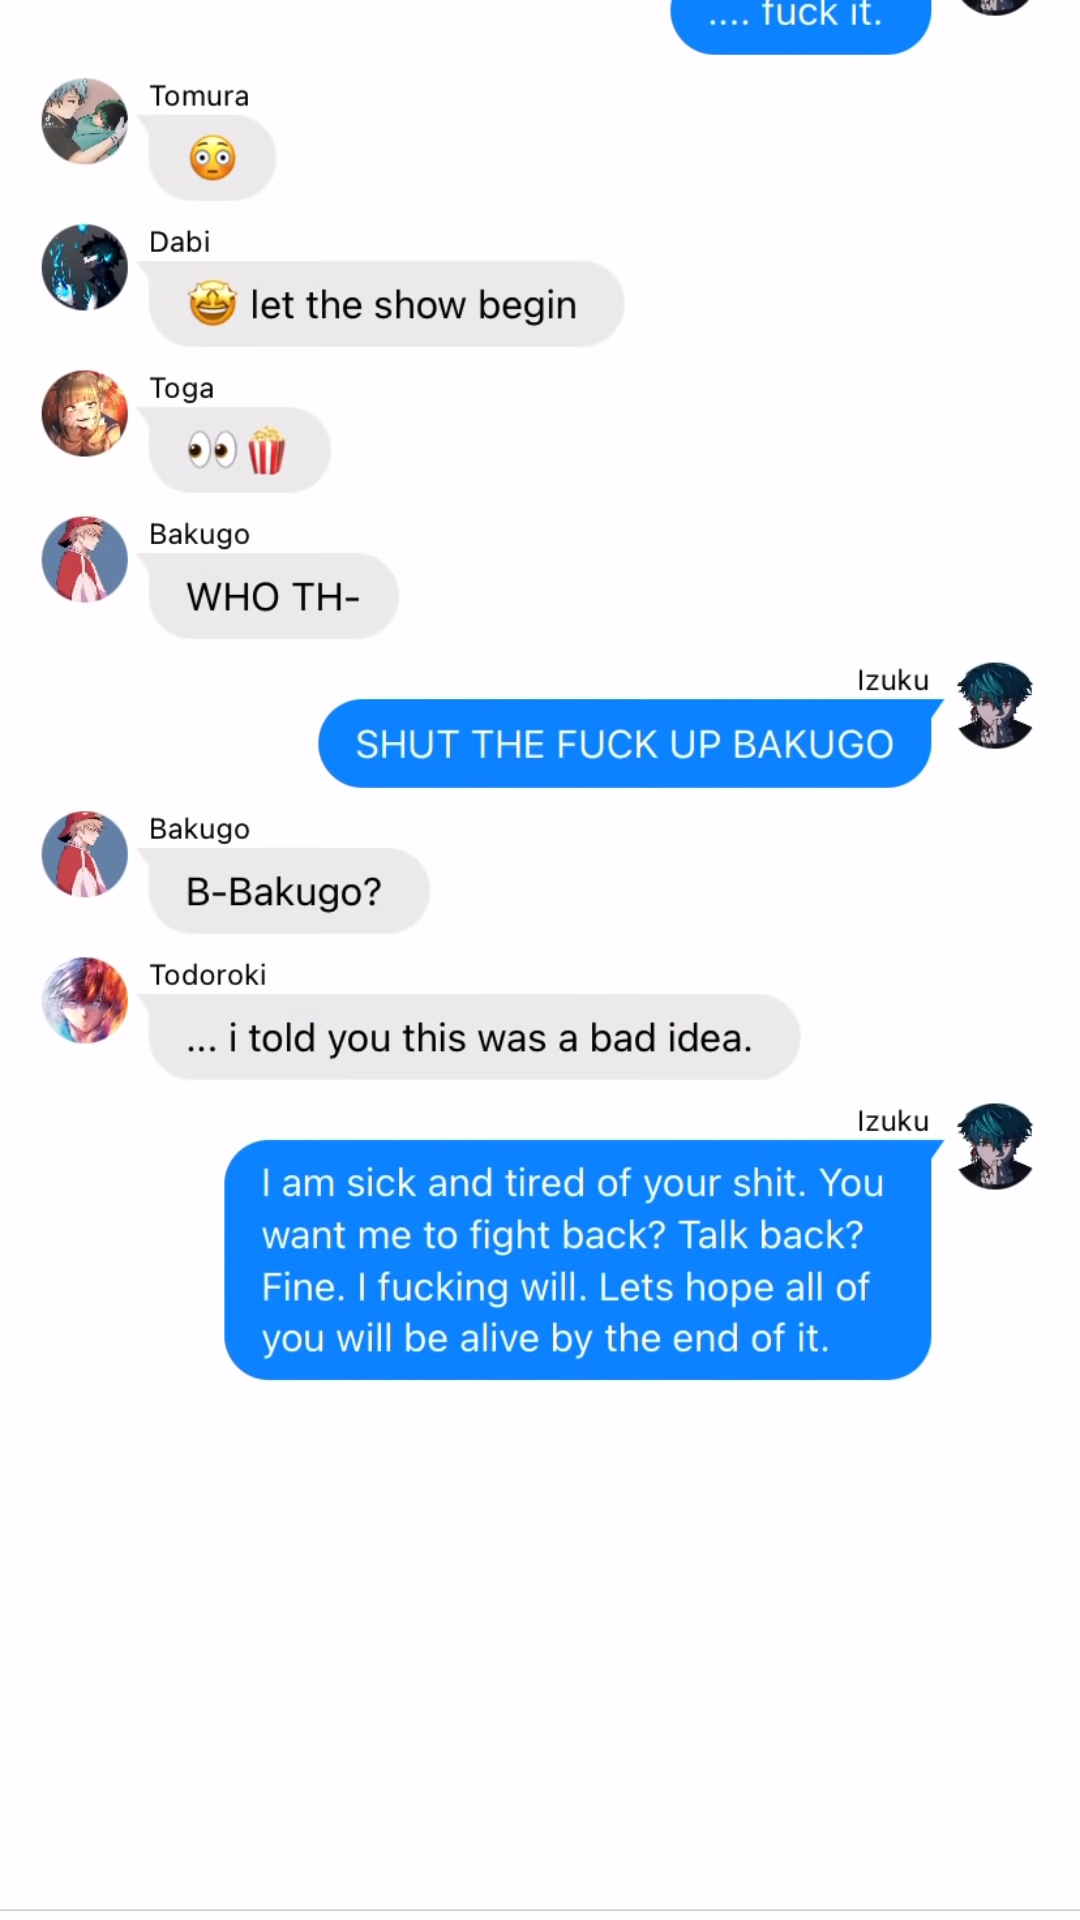 .... fuck it.
Tomura
😳
Dabi
🤩 let the show begin
Toga
👀🍿
Bakugo
WHO TH-
Izuku
SHUT THE FUCK UP BAKUGO
Bakugo
B-Bakugo?
Todoroki
... i told you this was a bad idea.
Izuku
I am sick and tired of your shit. You
want me to fight back? Talk back?
Fine. I fucking will. Lets hope all of
you will be alive by the end of it.